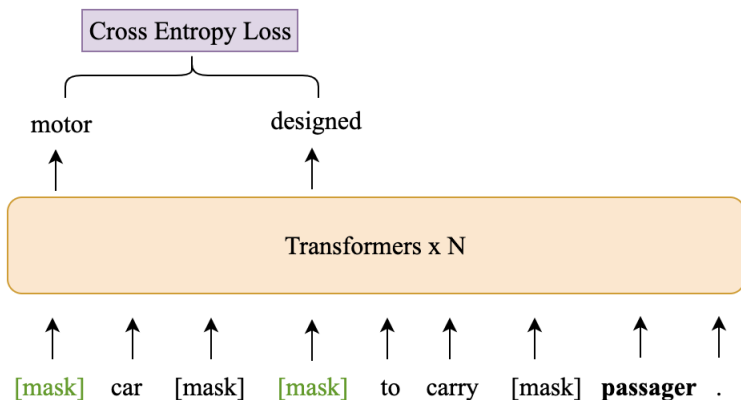 Cross Entropy Loss
motor designed
Transformers x N
[mask] car [mask] [mask] to carry [mask] passager .